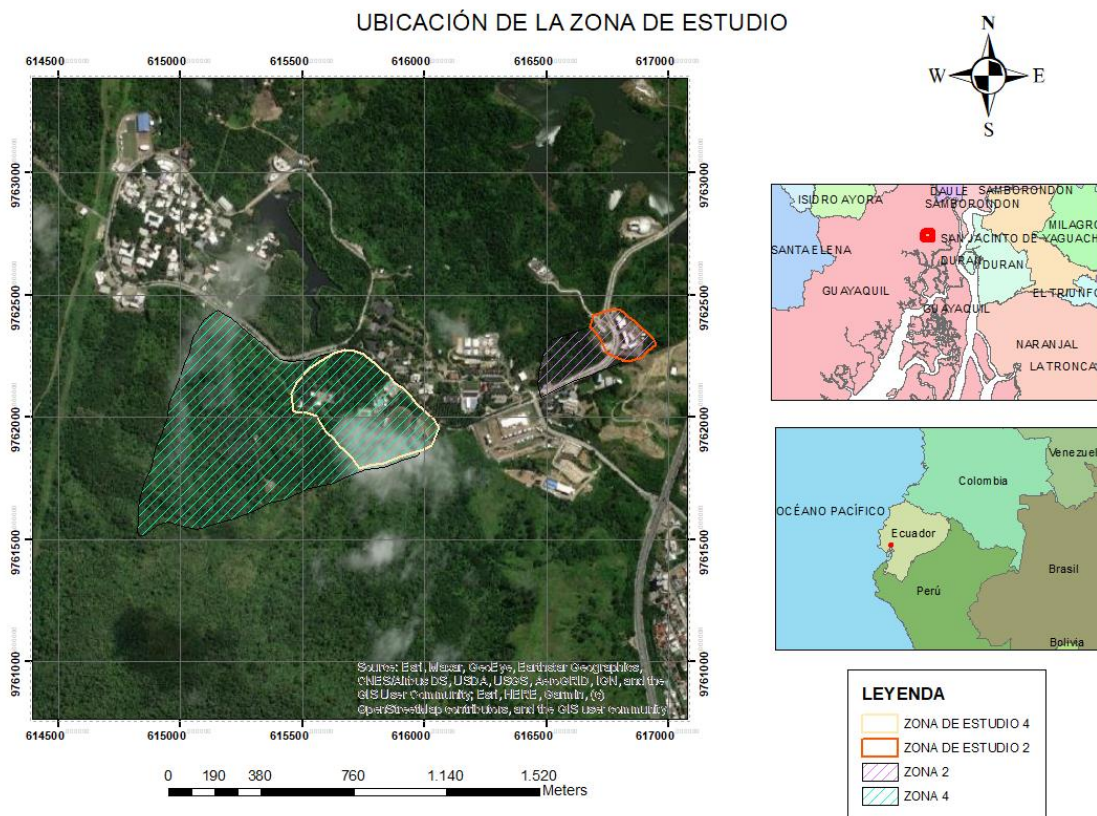 UBICACIÓN DE LA ZONA DE ESTUDIO
N
W E
S
614500 615000 615500 616000 616500 617000
9763000
9762500
9762000
9761500
9761000
9763000
9762500
9762000
9761500
9761000
614500 615000 615500 616000 616500 617000
Source: Esri, Maxar, GeoEye, Earthstar Geographics,
CNES/Airbus DS, USDA, USGS, AeroGRID, IGN, and the
GIS User Community; Esri, HERE, Garmin, (c)
OpenStreetMap contributors, and the GIS user community
0 190 380 760 1.140 1.520
Meters
DAULE SAMBORONDON
ISIDRO AYORA SAMBORONDON
MILAGRO
SANTA ELENA SAN JACINTO DE YAGUACH
DURAN DURAN
GUAYAQUIL EL TRIUNFO
GUAYAQUIL
NARANJAL
LA TRONCA
Venezuel
Colombia
OCÉANO PACÍFICO
Ecuador
Brasil
Perú
Bolivia
LEYENDA
ZONA DE ESTUDIO 4
ZONA DE ESTUDIO 2
ZONA 2
ZONA 4